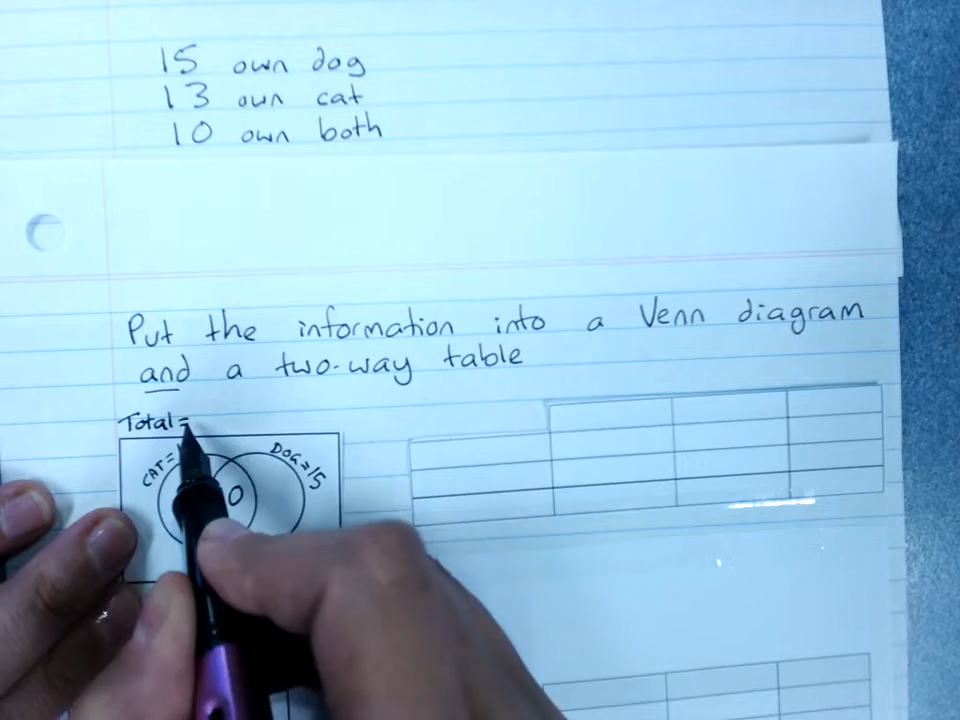 15 own dog
13 own cat
10 own both
Put the information into a Venn diagram
and a two-way table
Total=
CAT=
DOG=15